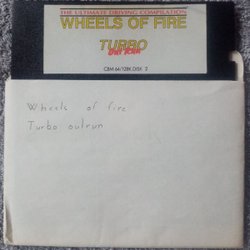 THE ULTIMATE DRIVING COMPILATION
WHEELS OF FIRE
TURBO
Out Run
CBM 64/128K DISK 2
Wheels of fire
Turbo outrun